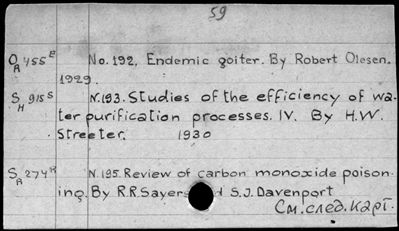 59
O 455 E No. 192. Endemic goiter. By Robert Olesen.
R 1929.
S 915 S N.193. Studies of the efficiency of wa-
H ter purification processes. IV. By H.W.
Streeter. 1930
S 274 R N.195. Review of carbon monoxide poison-
R ing. By R.R. Sayers S.J. Davenport
См. след. карт.